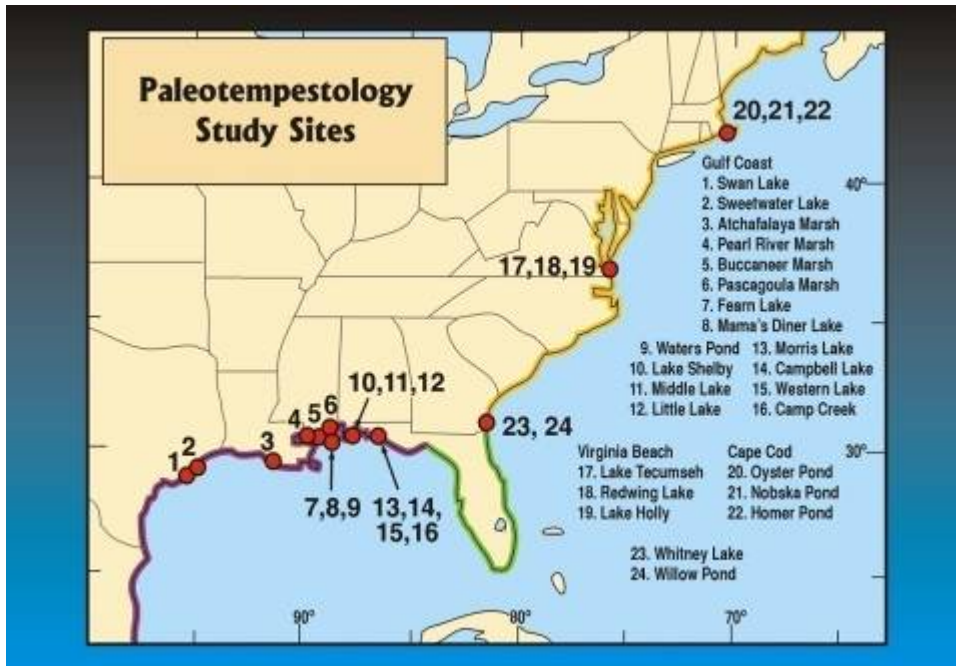 Paleotempestology
Study Sites
20,21,22
Gulf Coast
1. Swan Lake
2. Sweetwater Lake
3. Atchafalaya Marsh
4. Pearl River Marsh
5. Buccaneer Marsh
6. Pascagoula Marsh
7. Fearn Lake
8. Mama's Diner Lake
9. Waters Pond
10. Lake Shelby
11. Middle Lake
12. Little Lake
13. Morris Lake
14. Campbell Lake
15. Western Lake
16. Camp Creek
40°
17,18,19
10,11,12
6
5
4
3
2
1
7,8,9
13,14,
15,16
23, 24
Virginia Beach
17. Lake Tecumseh
18. Redwing Lake
19. Lake Holly
Cape Cod
20. Oyster Pond
21. Nobska Pond
22. Homer Pond
30°
23. Whitney Lake
24. Willow Pond
90°
80°
70°